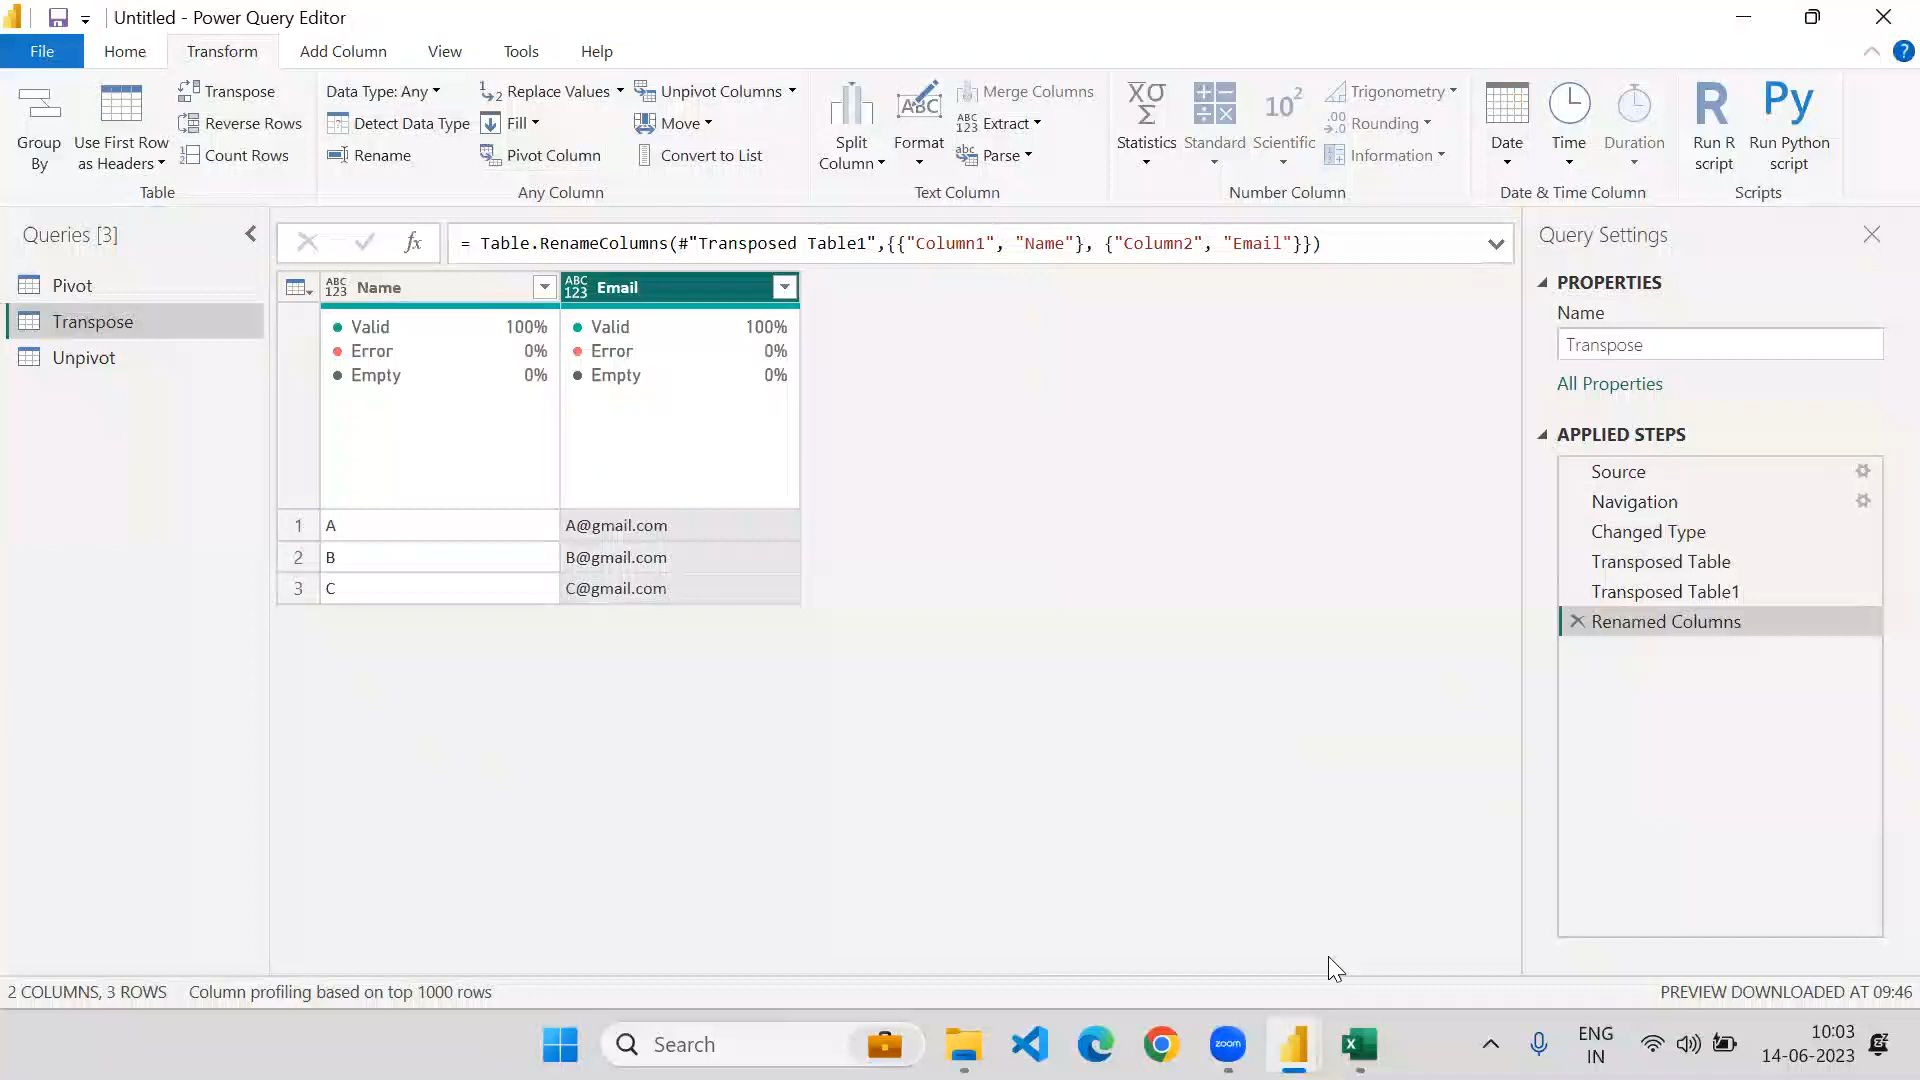 Untitled - Power Query Editor
File Home Transform Add Column View Tools Help
Group By
Use First Row as Headers
Transpose
Reverse Rows
Count Rows
Table
Data Type: Any
Detect Data Type
Rename
Replace Values
Fill
Pivot Column
Unpivot Columns
Move
Convert to List
Any Column
Split Column
Format
Merge Columns
Extract
Parse
Text Column
Statistics
Standard
Scientific
Trigonometry
Rounding
Information
Number Column
Date
Time
Duration
Date & Time Column
Run R script
Run Python script
Scripts
Queries [3]
Pivot
Transpose
Unpivot
fx
= Table.RenameColumns(#"Transposed Table1",{{"Column1", "Name"}, {"Column2", "Email"}})
ABC 123 Name
ABC 123 Email
Valid 100% Valid 100%
Error 0% Error 0%
Empty 0% Empty 0%
1 A A@gmail.com
2 B B@gmail.com
3 C C@gmail.com
Query Settings
PROPERTIES
Name
Transpose
All Properties
APPLIED STEPS
Source
Navigation
Changed Type
Transposed Table
Transposed Table1
Renamed Columns
2 COLUMNS, 3 ROWS Column profiling based on top 1000 rows
PREVIEW DOWNLOADED AT 09:46
Search
zoom
ENG
IN
10:03
14-06-2023